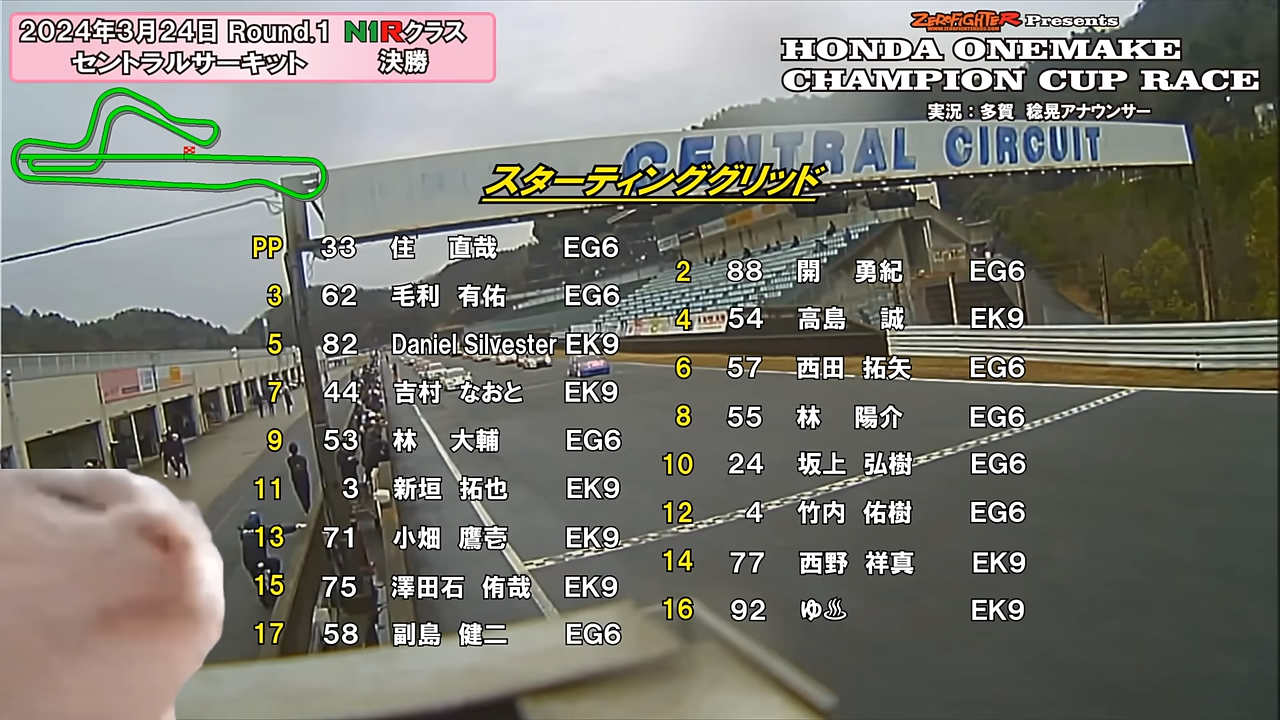 2024年3月24日 Round.1 N1Rクラス
セントラルサーキット 決勝
ZEROFIGHTER Presents
WWW.ZEROFIGHTER555.COM
HONDA ONEMAKE
CHAMPION CUP RACE
実況：多賀 稔晃アナウンサー
CENTRAL CIRCUIT
スターティンググリッド
PP 33 住 直哉 EG6
2 88 開 勇紀 EG6
3 62 毛利 有佑 EG6
4 54 高島 誠 EK9
5 82 Daniel Silvester EK9
6 57 西田 拓矢 EG6
7 44 吉村 なおと EK9
8 55 林 陽介 EG6
9 53 林 大輔 EG6
10 24 坂上 弘樹 EG6
11 3 新垣 拓也 EK9
12 4 竹内 佑樹 EG6
13 71 小畑 鷹壱 EK9
14 77 西野 祥真 EK9
15 75 澤田石 侑哉 EK9
16 92 ゆ♨ EK9
17 58 副島 健二 EG6